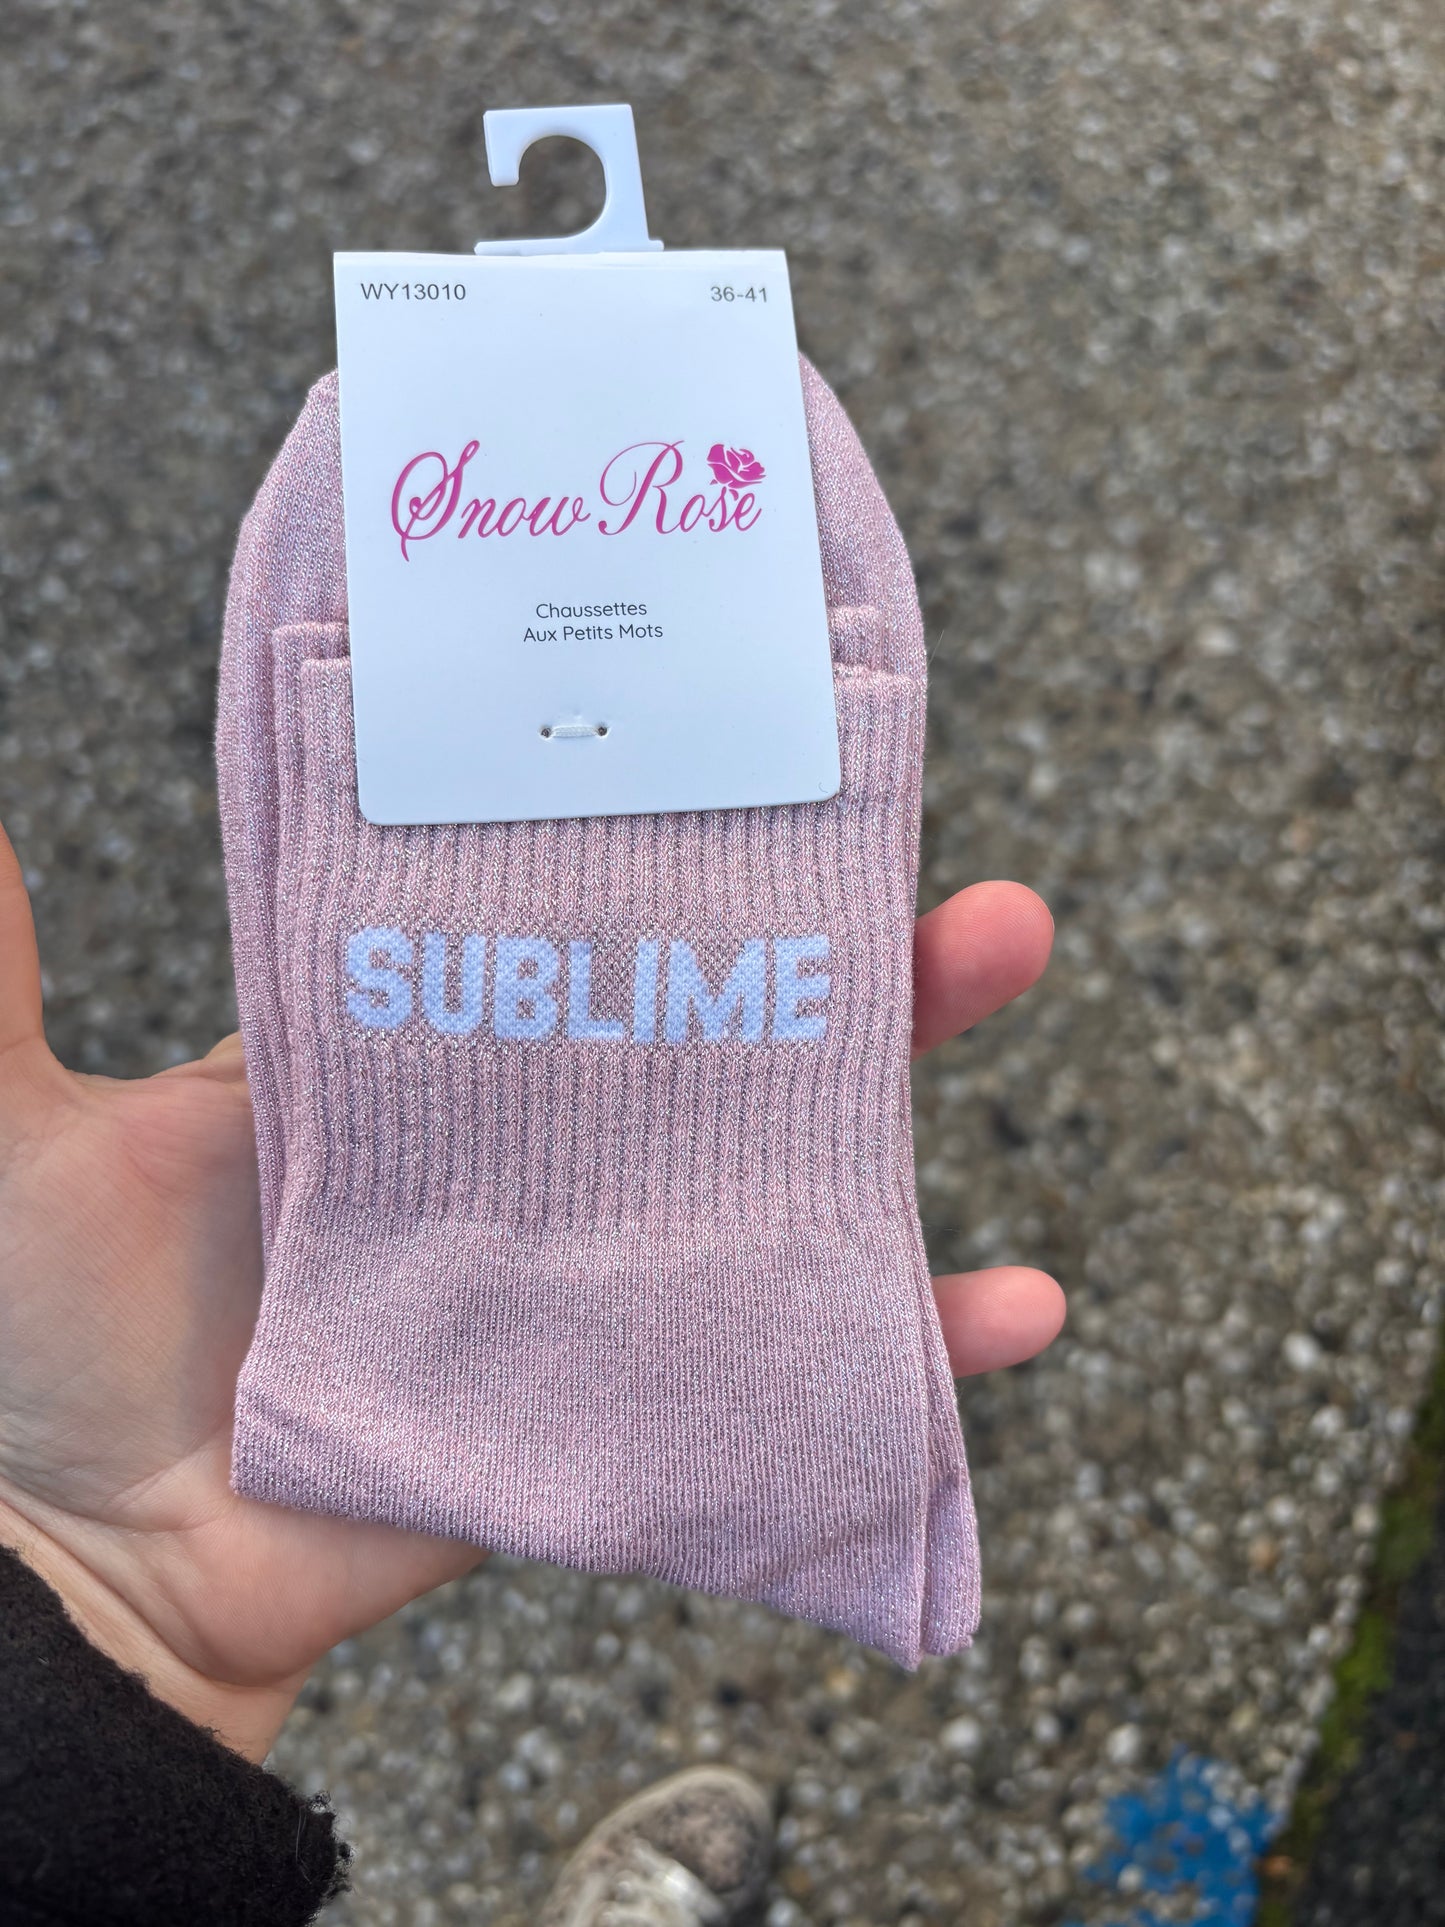 WY13010 36-41
Snow Rose
Chaussettes
Aux Petits Mots
SUBLIME